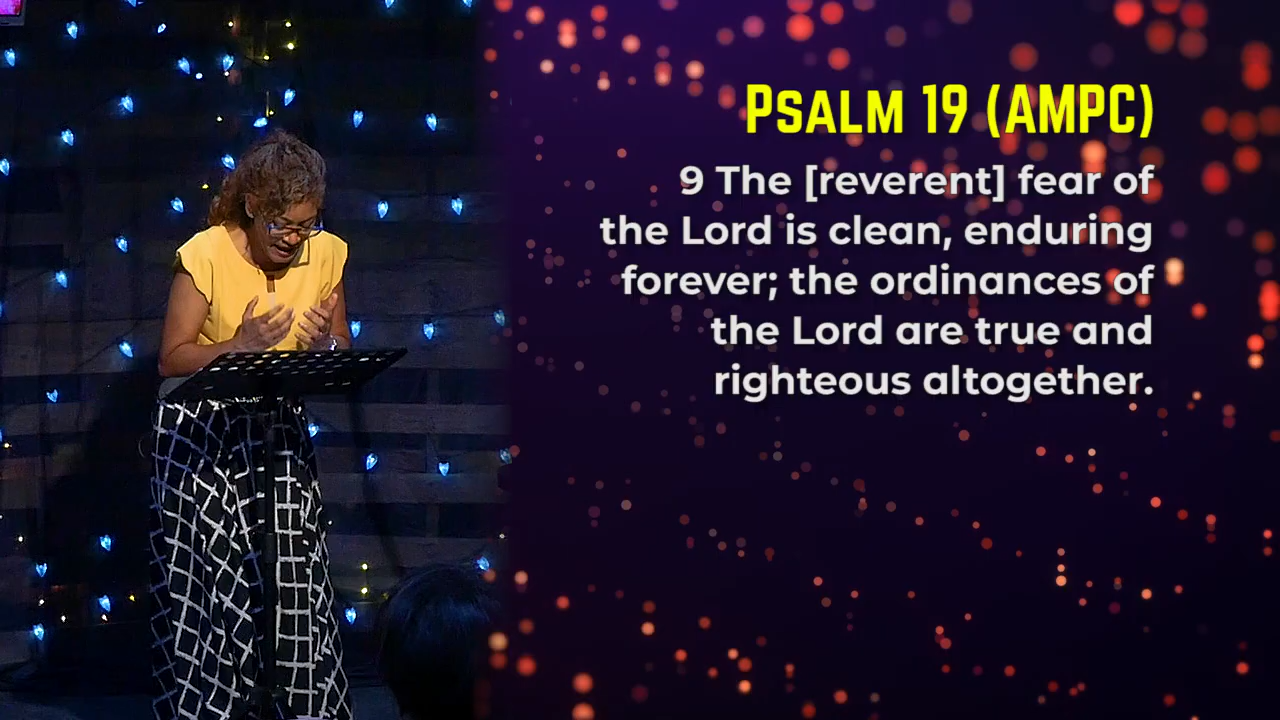 Psalm 19 (AMPC)
9 The [reverent] fear of
the Lord is clean, enduring
forever; the ordinances of
the Lord are true and
righteous altogether.